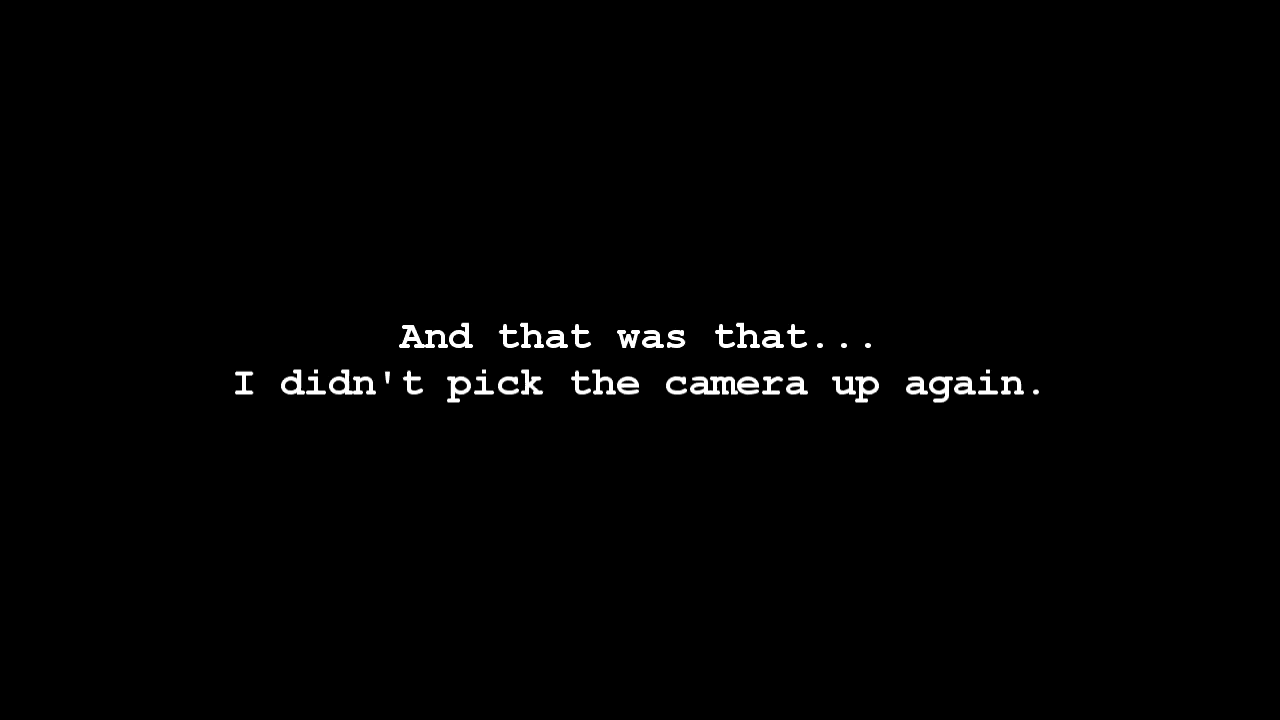 And that was that...
I didn't pick the camera up again.